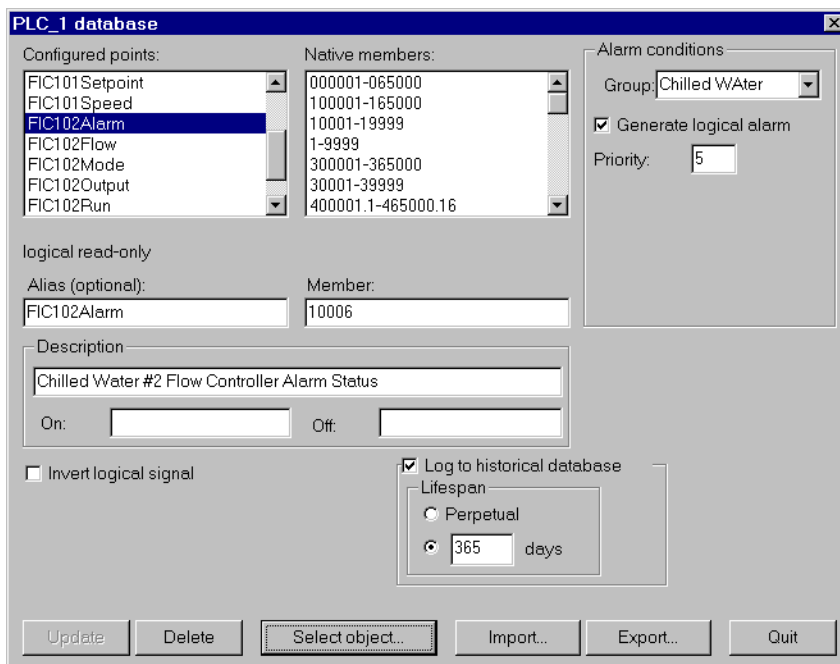 PLC_1 database
Configured points:
FIC101Setpoint
FIC101Speed
FIC102Alarm
FIC102Flow
FIC102Mode
FIC102Output
FIC102Run
Native members:
000001-065000
100001-165000
10001-19999
1-9999
300001-365000
30001-39999
400001.1-465000.16
Alarm conditions
Group: Chilled WAter
Generate logical alarm
Priority: 5
logical read-only
Alias (optional):
FIC102Alarm
Member:
10006
Description
Chilled Water #2 Flow Controller Alarm Status
On: Off:
Invert logical signal
Log to historical database
Lifespan
Perpetual
365 days
Update Delete Select object... Import... Export... Quit